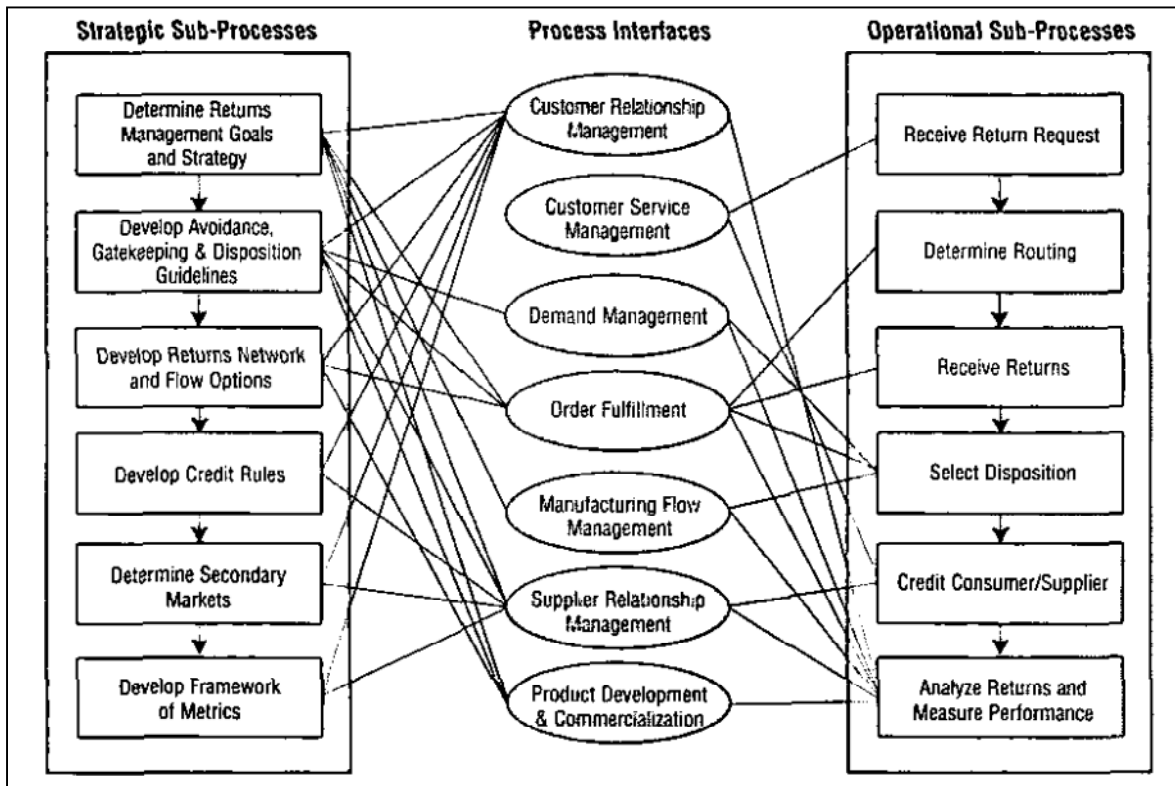 Strategic Sub-Processes
Process Interfaces
Operational Sub-Processes
Determine Returns
Management Goals
and Strategy
Develop Avoidance,
Gatekeeping & Disposition
Guidelines
Develop Returns Network
and Flow Options
Develop Credit Rules
Determine Secondary
Markets
Develop Framework
of Metrics
Customer Relationship
Management
Customer Service
Management
Demand Management
Order Fulfillment
Manufacturing Flow
Management
Supplier Relationship
Management
Product Development
& Commercialization
Receive Return Request
Determine Routing
Receive Returns
Select Disposition
Credit Consumer/Supplier
Analyze Returns and
Measure Performance